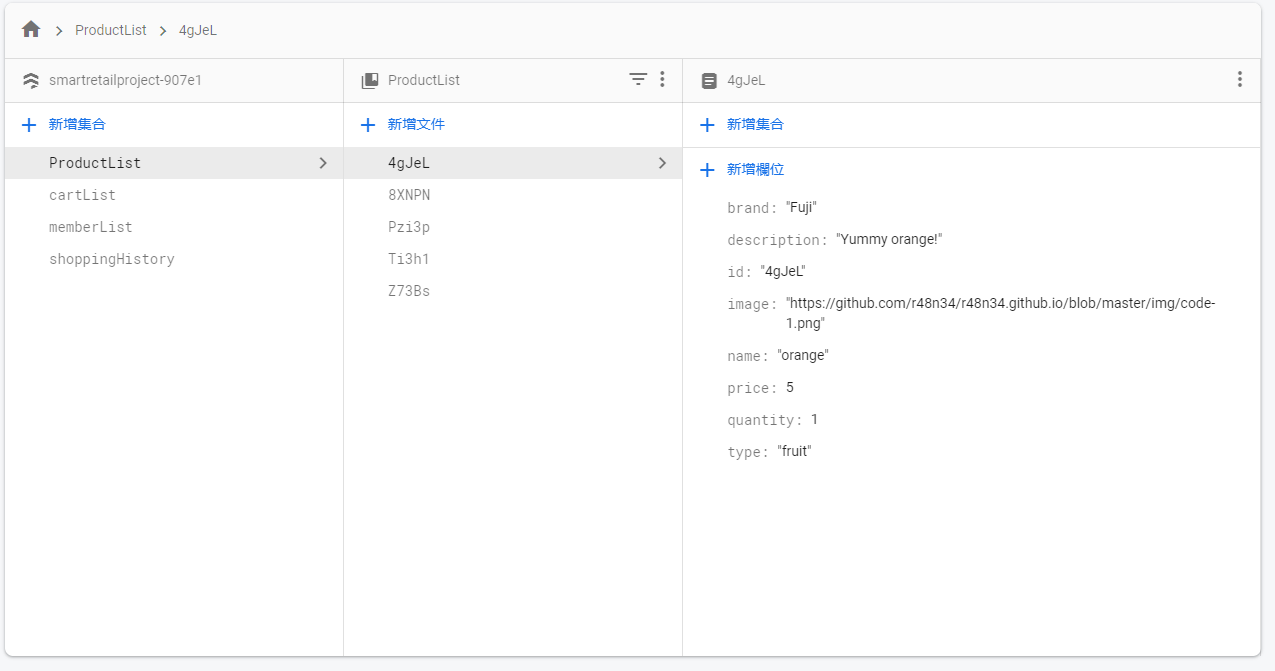 ProductList > 4gJeL
smartretailproject-907e1
新增集合
ProductList
cartList
memberList
shoppingHistory
ProductList
新增文件
4gJeL
8XNPN
Pzi3p
Ti3h1
Z73Bs
4gJeL
新增集合
新增欄位
brand: "Fuji"
description: "Yummy orange!"
id: "4gJeL"
image: "https://github.com/r48n34/r48n34.github.io/blob/master/img/code-
1.png"
name: "orange"
price: 5
quantity: 1
type: "fruit"